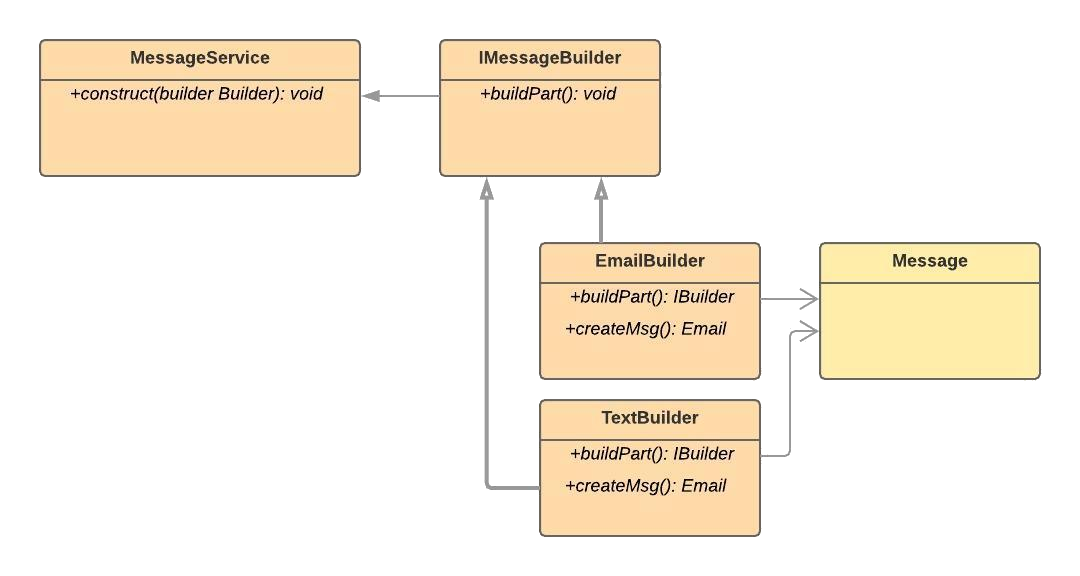 MessageService
+construct(builder Builder): void
IMessageBuilder
+buildPart(): void
EmailBuilder
+buildPart(): IBuilder
+createMsg(): Email
Message
TextBuilder
+buildPart(): IBuilder
+createMsg(): Email